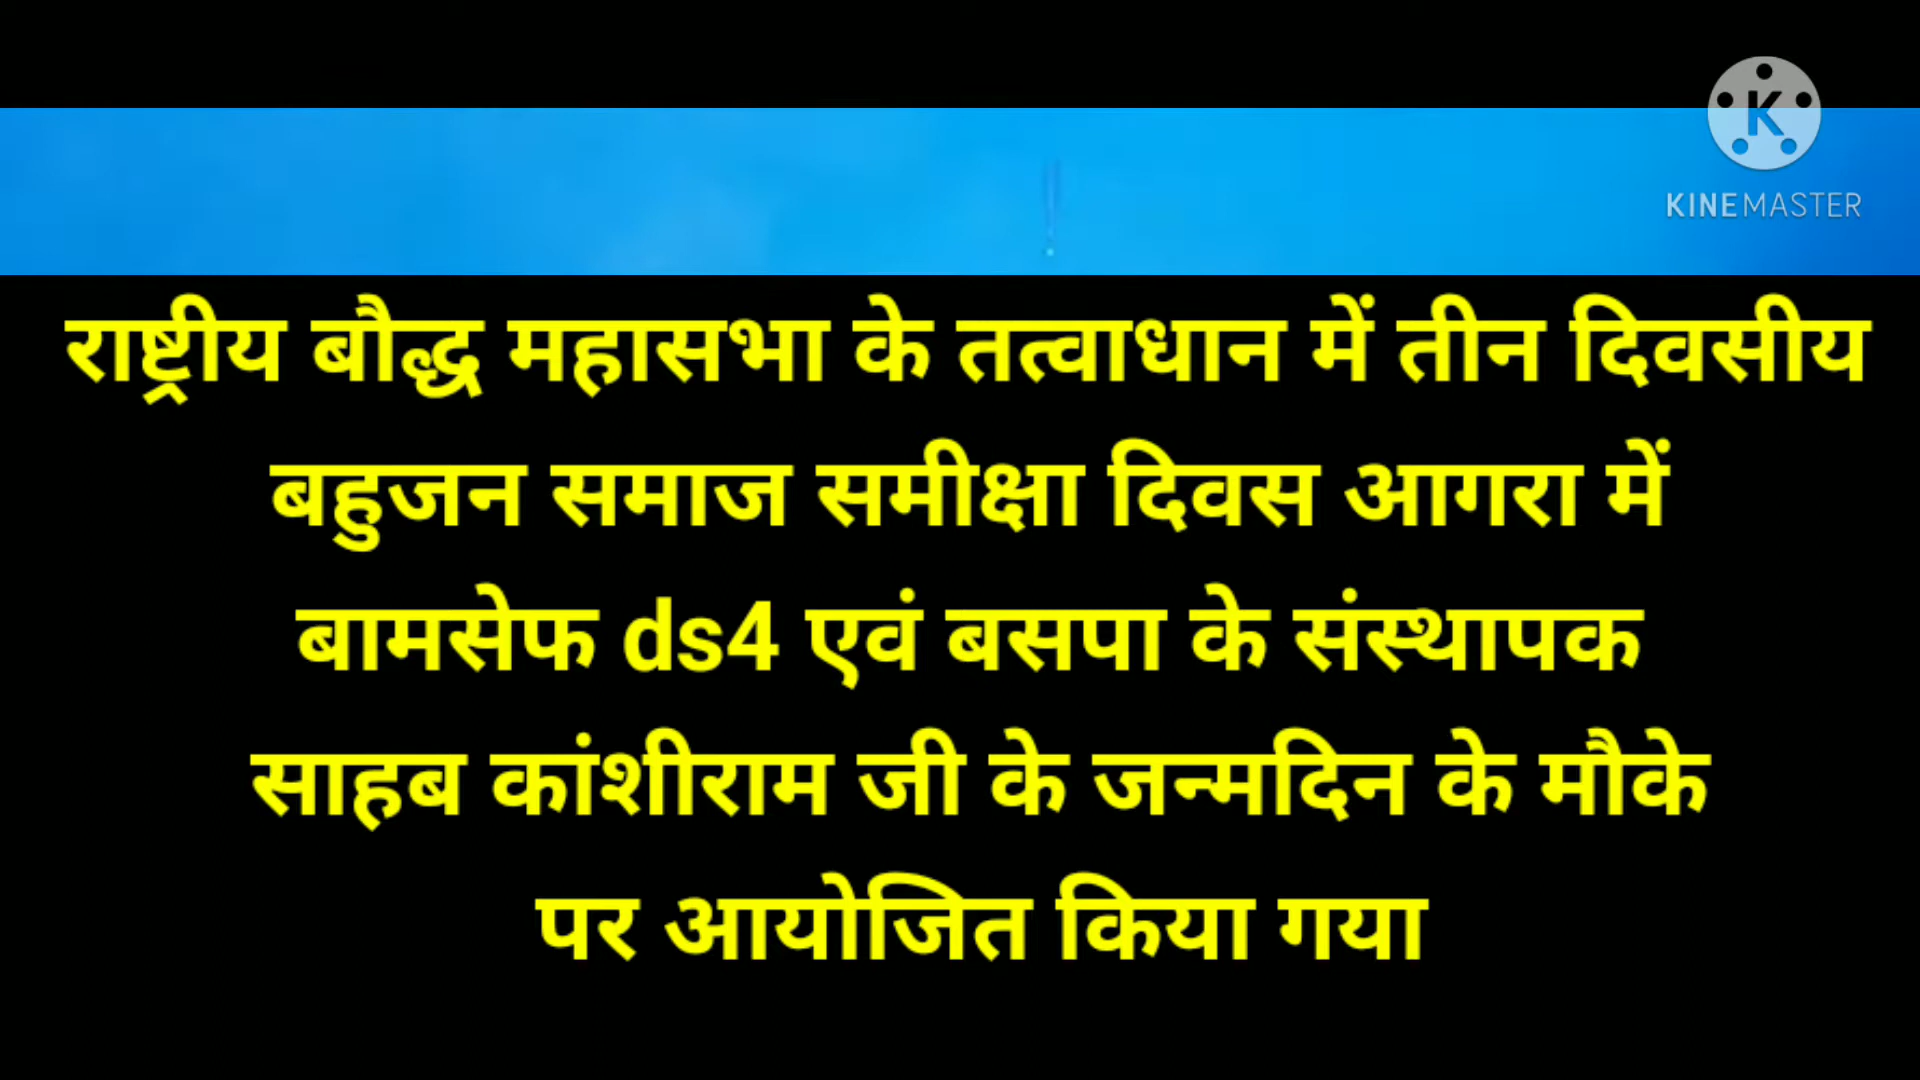 K
KINEMASTER
राष्ट्रीय बौद्ध महासभा के तत्वाधान में तीन दिवसीय
बहुजन समाज समीक्षा दिवस आगरा में
बामसेफ ds4 एवं बसपा के संस्थापक
साहब कांशीराम जी के जन्मदिन के मौके
पर आयोजित किया गया